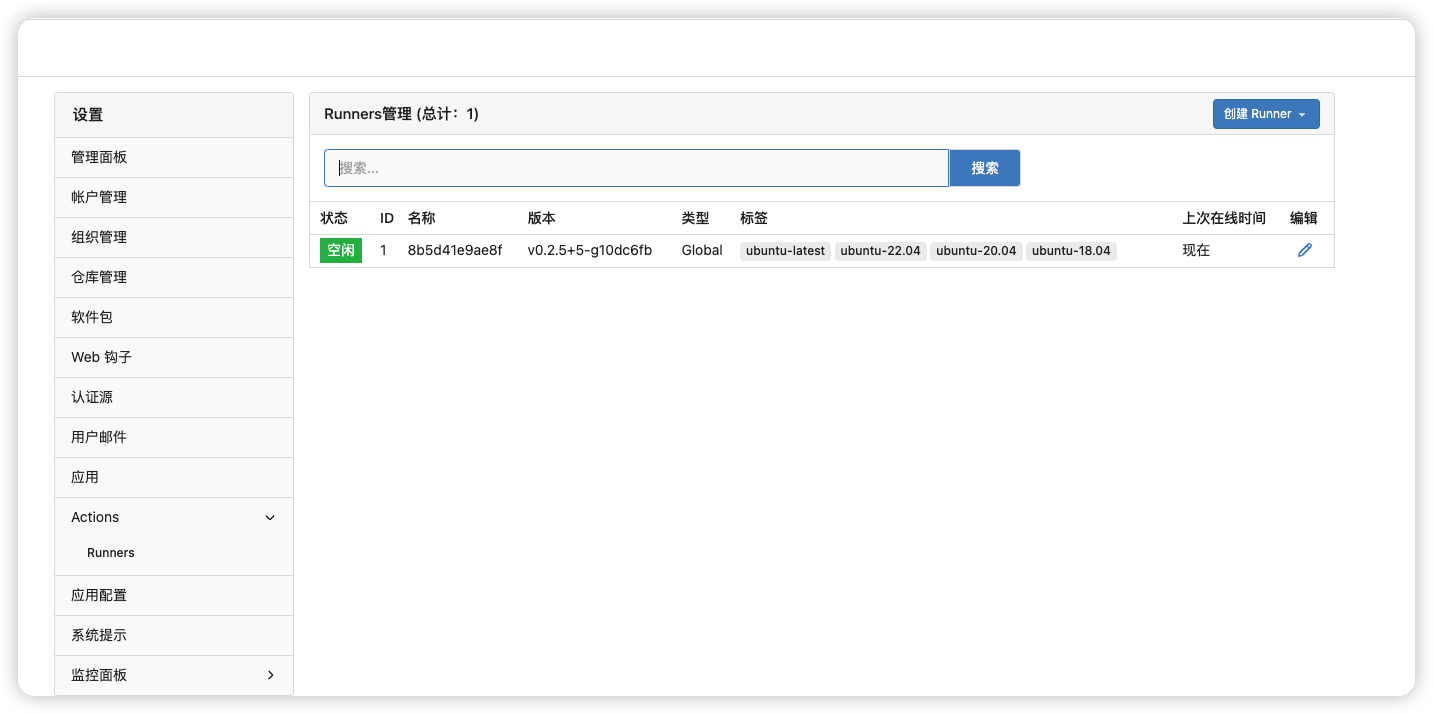 设置
管理面板
帐户管理
组织管理
仓库管理
软件包
Web 钩子
认证源
用户邮件
应用
Actions
Runners
应用配置
系统提示
监控面板
Runners管理 (总计：1)
创建 Runner
搜索...
搜索
状态 ID 名称 版本 类型 标签 上次在线时间 编辑
空闲 1 8b5d41e9ae8f v0.2.5+5-g10dc6fb Global ubuntu-latest ubuntu-22.04 ubuntu-20.04 ubuntu-18.04 现在